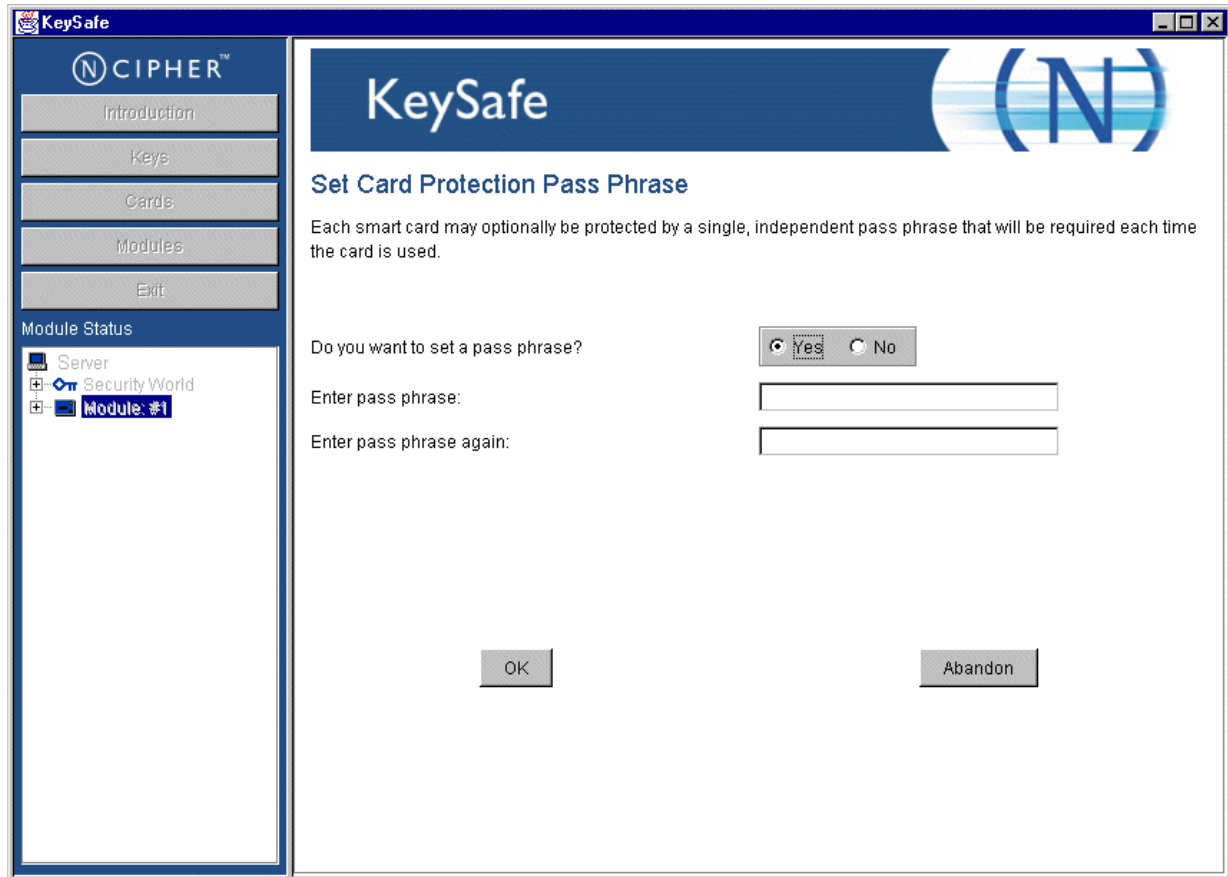 KeySafe
NCIPHER™
Introduction
Keys
Cards
Modules
Exit
Module Status
Server
Security World
Module: #1
KeySafe
(N)
Set Card Protection Pass Phrase
Each smart card may optionally be protected by a single, independent pass phrase that will be required each time
the card is used.
Do you want to set a pass phrase?
Yes No
Enter pass phrase:
Enter pass phrase again:
OK
Abandon